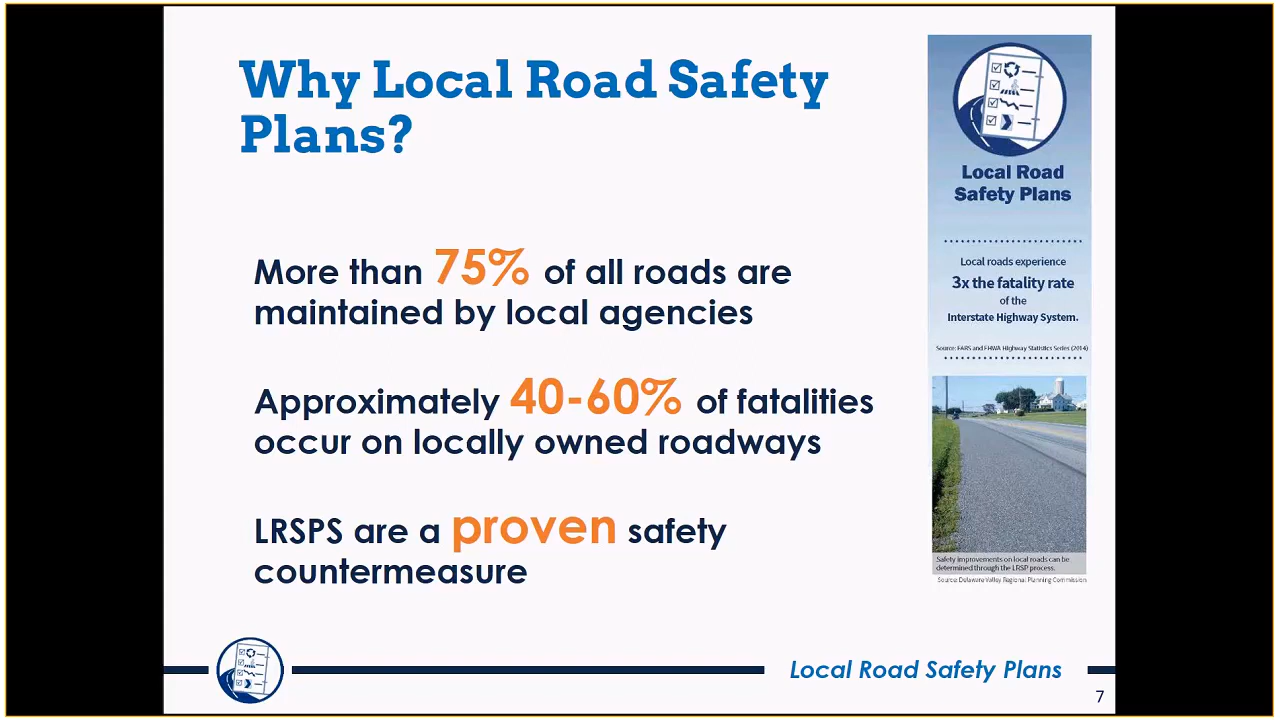 Why Local Road Safety
Plans?
More than 75% of all roads are
maintained by local agencies
Approximately 40-60% of fatalities
occur on locally owned roadways
LRSPS are a proven safety
countermeasure
Local Road
Safety Plans
Local roads experience
3x the fatality rate
of the
Interstate Highway System.
Source: FARS and FHWA Highway Statistics Series (2014)
Safety improvements on local roads can be
determined through the LRSP process.
Source: Delaware Valley Regional Planning Commission
Local Road Safety Plans
7